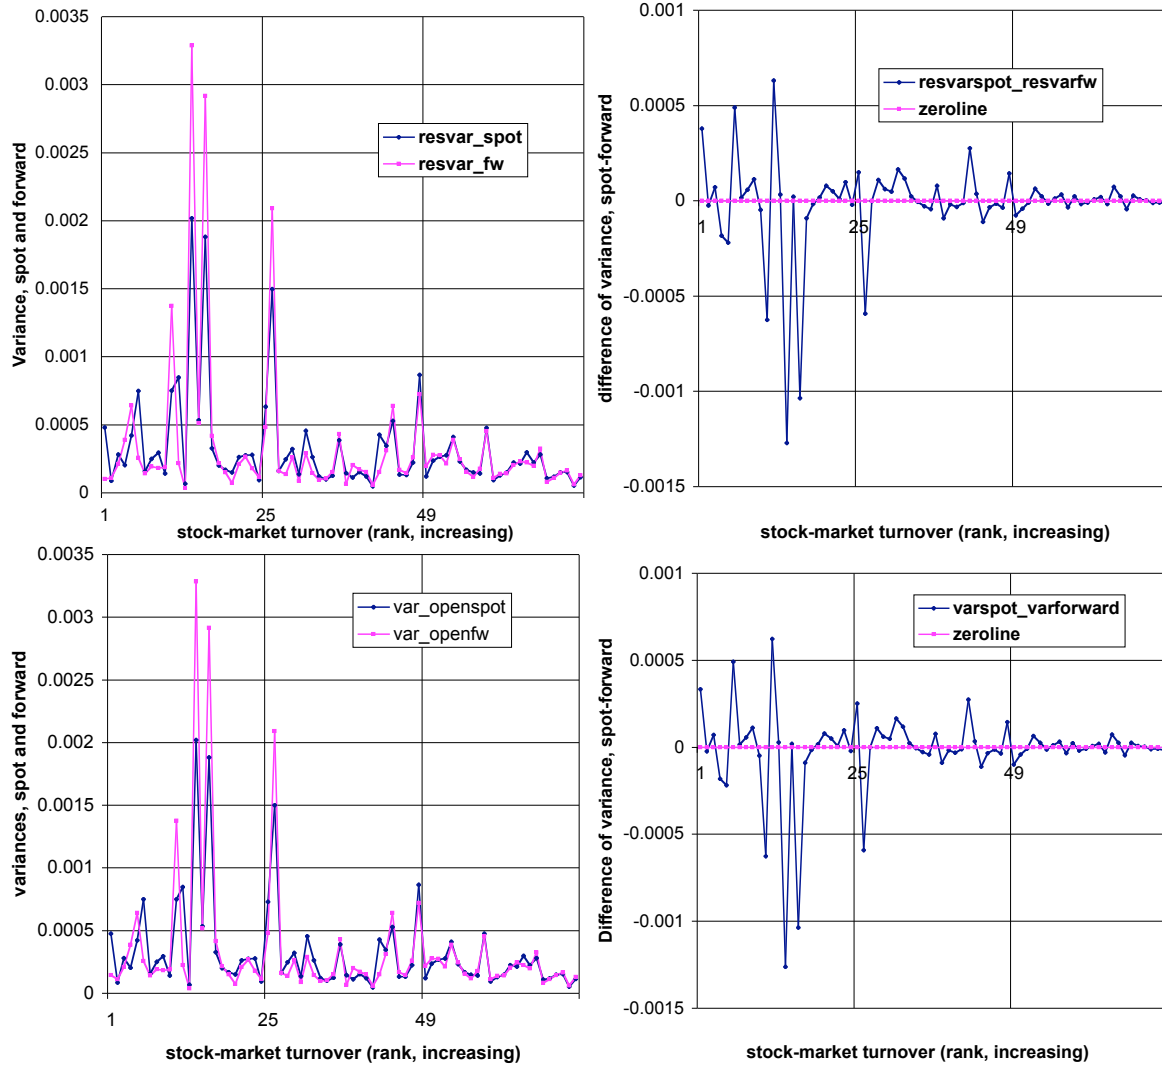 Variance, spot and forward
0.0035
0.003
0.0025
0.002
0.0015
0.001
0.0005
0
resvar_spot
resvar_fw
1
25
49
stock-market turnover (rank, increasing)
difference of variance, spot-forward
0.001
0.0005
0
-0.0005
-0.001
-0.0015
resvarspot_resvarfw
zeroline
1
25
49
stock-market turnover (rank, increasing)
variances, spot and forward
0.0035
0.003
0.0025
0.002
0.0015
0.001
0.0005
0
var_openspot
var_openfw
1
25
49
stock-market turnover (rank, increasing)
Difference of variance, spot-forward
0.001
0.0005
0
-0.0005
-0.001
-0.0015
varspot_varforward
zeroline
1
25
49
stock-market turnover (rank, increasing)